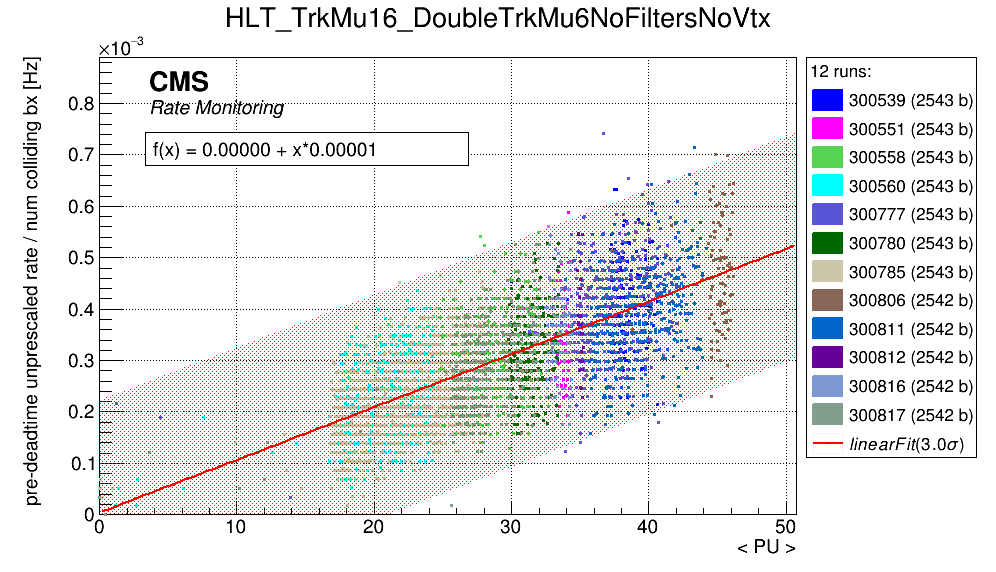 HLT_TrkMu16_DoubleTrkMu6NoFiltersNoVtx
×10⁻³
pre-deadtime unprescaled rate / num colliding bx [Hz]
CMS
Rate Monitoring
f(x) = 0.00000 + x*0.00001
0.8
0.7
0.6
0.5
0.4
0.3
0.2
0.1
0
0 10 20 30 40 50
< PU >
12 runs:
300539 (2543 b)
300551 (2543 b)
300558 (2543 b)
300560 (2543 b)
300777 (2543 b)
300780 (2543 b)
300785 (2543 b)
300806 (2542 b)
300811 (2542 b)
300812 (2542 b)
300816 (2542 b)
300817 (2542 b)
linearFit(3.0σ)